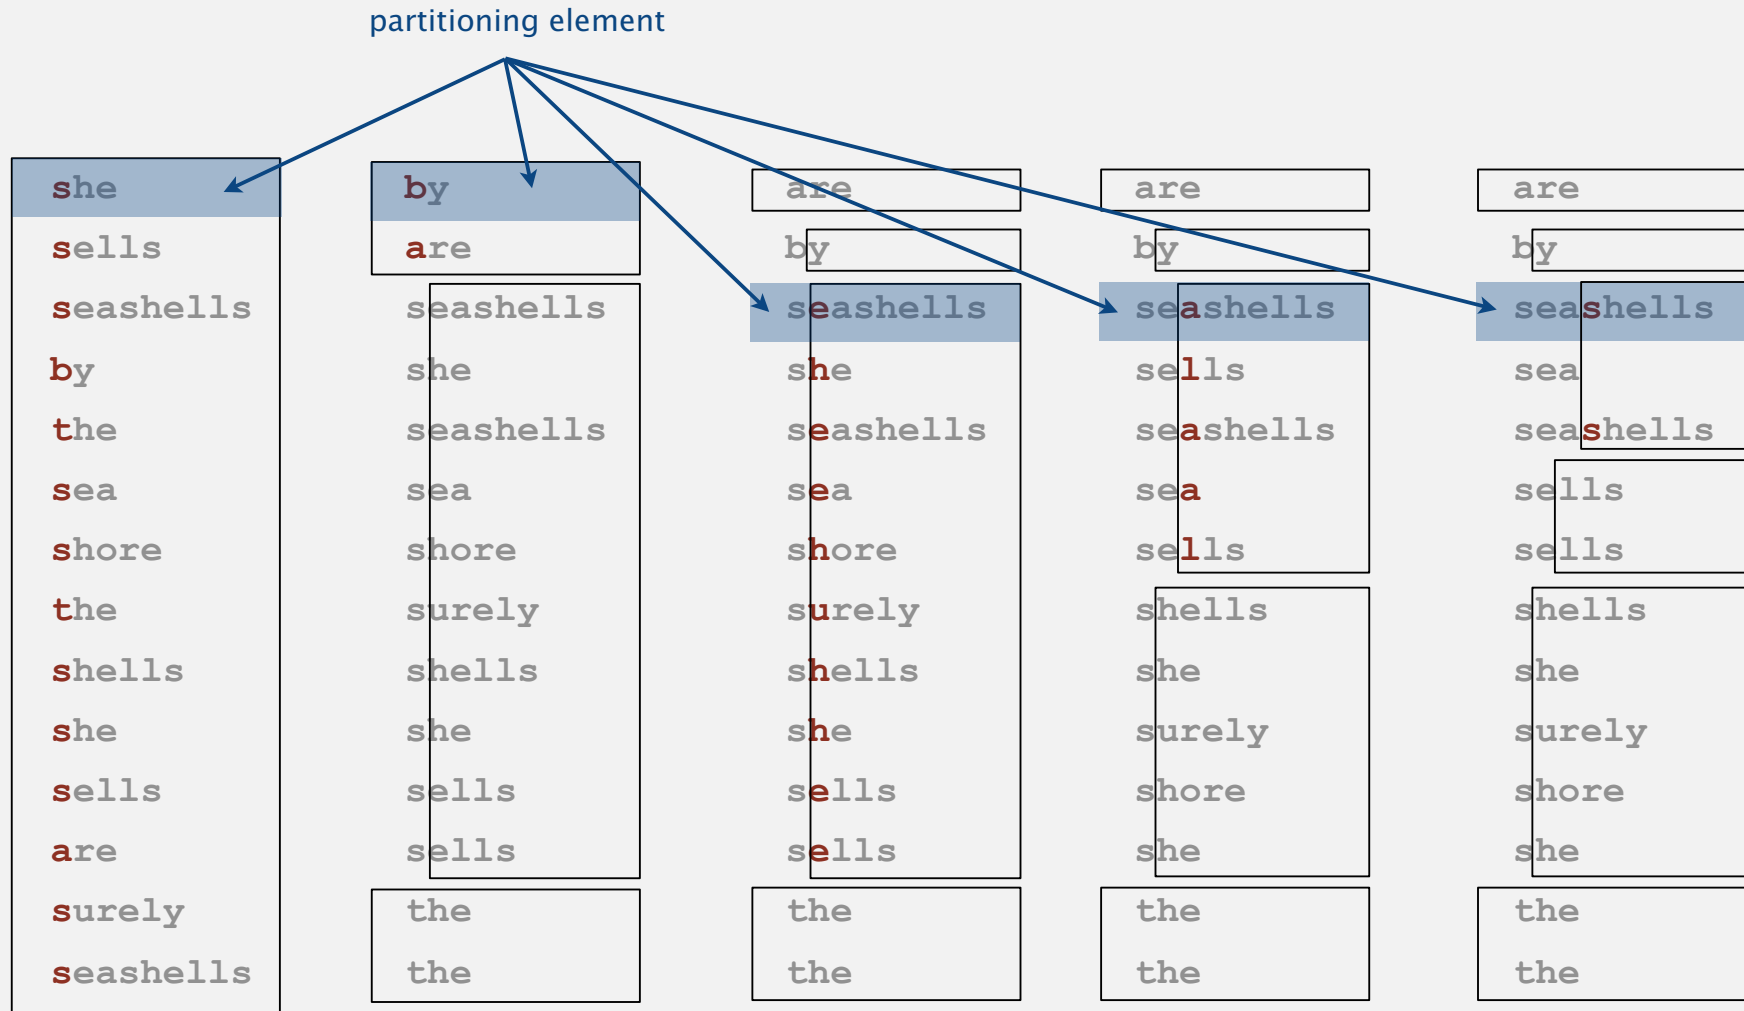 partitioning element
she by are are are
sells are by by by
seashells seashells seashells seashells seashells
by she she sells sea
the seashells seashells seashells seashells
sea sea sea sea sells
shore shore shore sells sells
the surely surely shells shells
shells shells shells she she
she she she surely surely
sells sells sells shore shore
are sells sells she she
surely the the the the
seashells the the the the